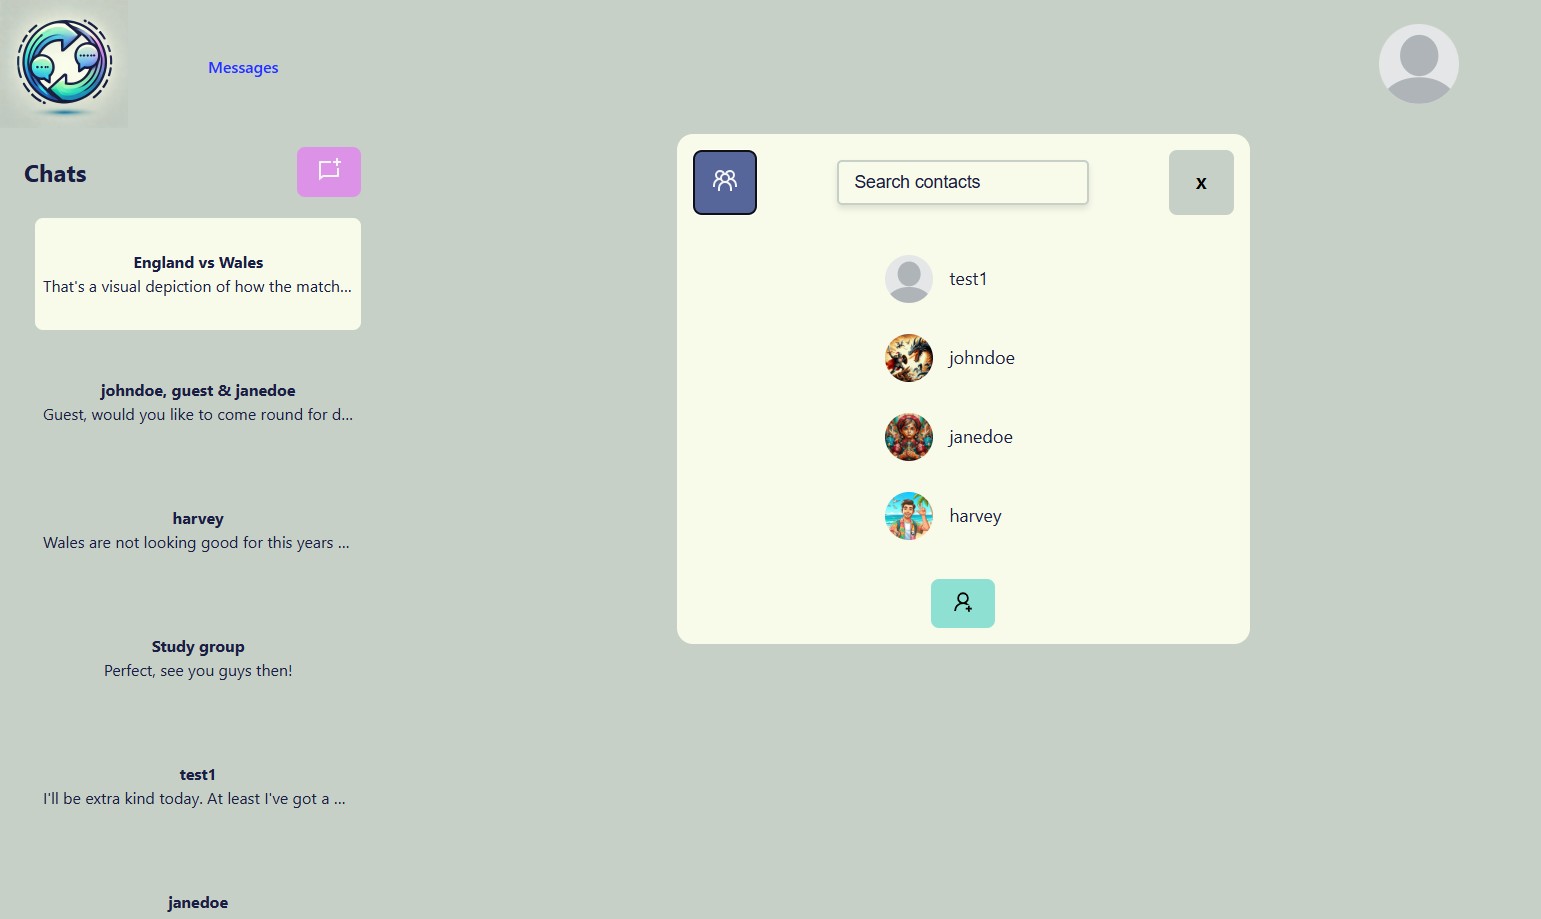 Messages
Chats
England vs Wales
That's a visual depiction of how the match...
johndoe, guest & janedoe
Guest, would you like to come round for d...
harvey
Wales are not looking good for this years ...
Study group
Perfect, see you guys then!
test1
I'll be extra kind today. At least I've got a ...
janedoe
Search contacts
x
test1
johndoe
janedoe
harvey